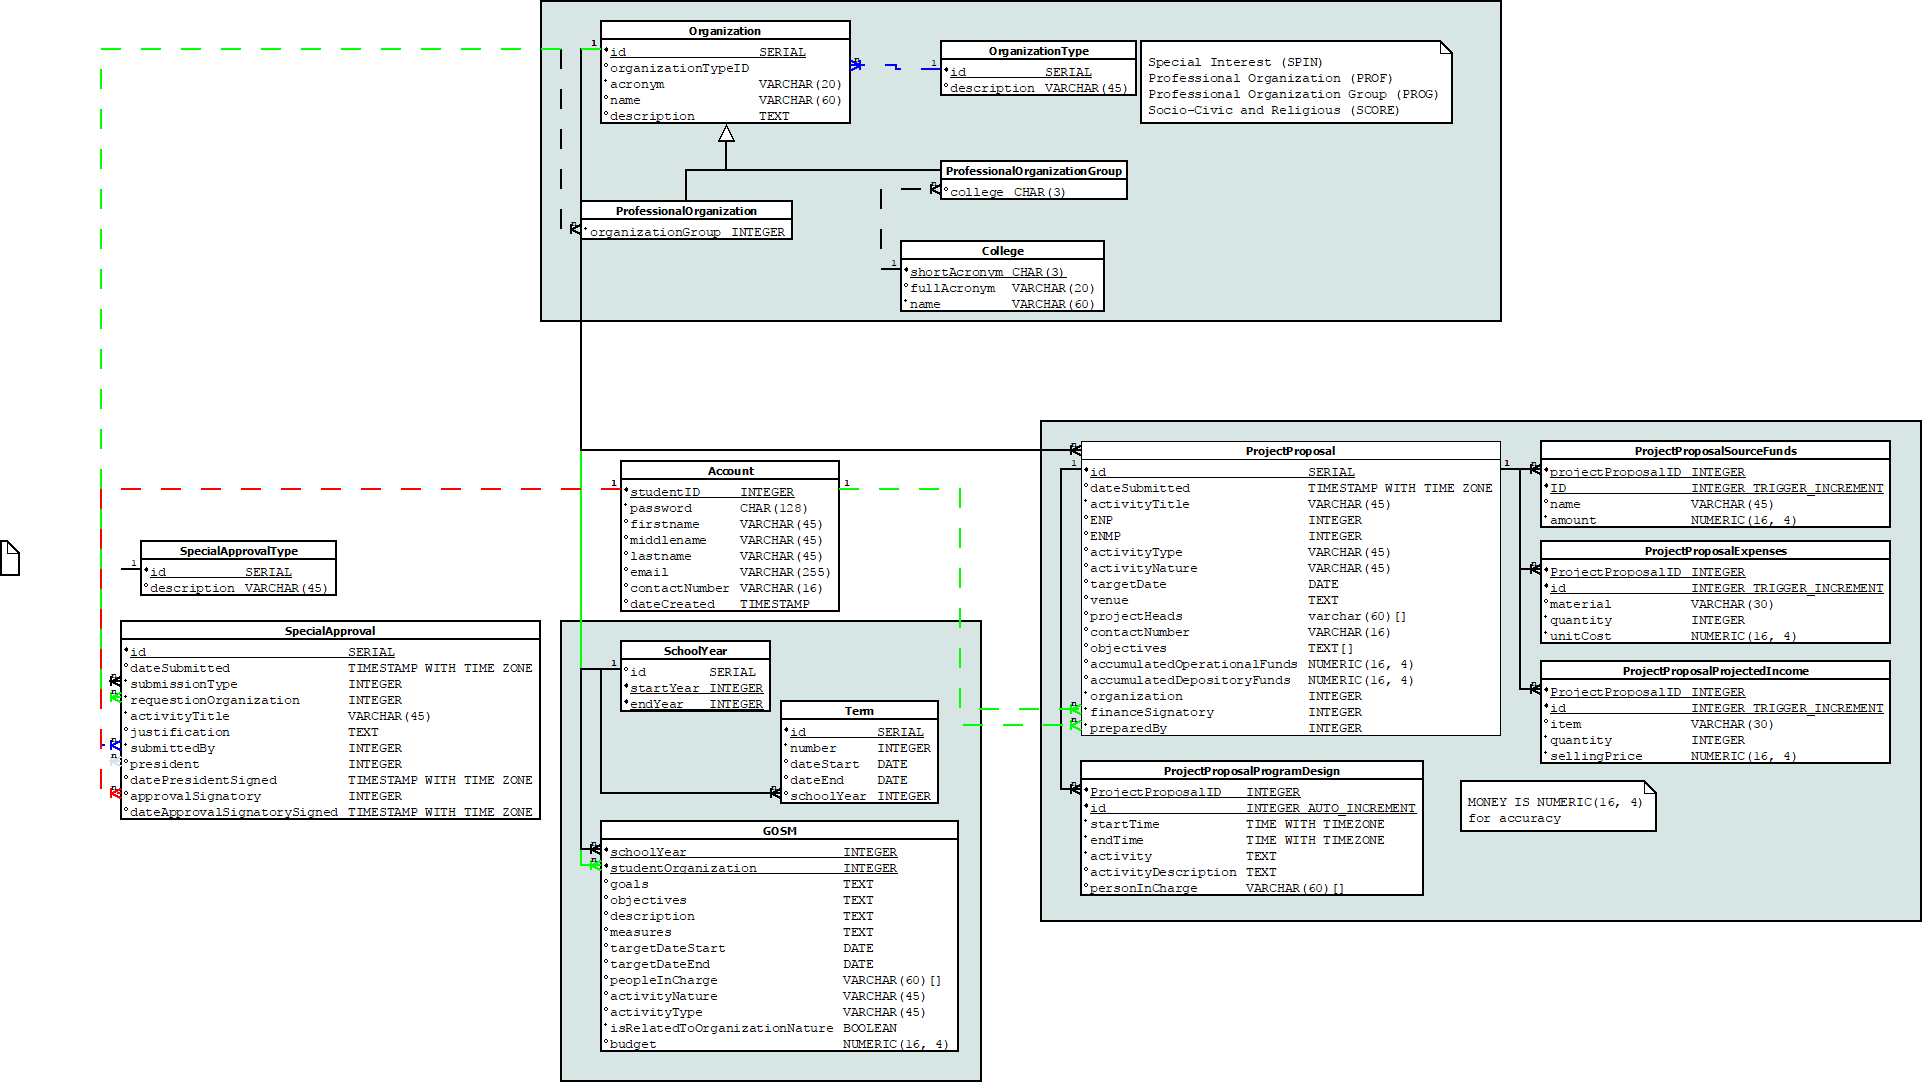 Organization
1
id SERIAL
organizationTypeID
acronym VARCHAR(20)
name VARCHAR(60)
description TEXT
OrganizationType
1
id SERIAL
description VARCHAR(45)
Special Interest (SPIN)
Professional Organization (PROF)
Professional Organization Group (PROG)
Socio-Civic and Religious (SCORE)
ProfessionalOrganizationGroup
college CHAR(3)
ProfessionalOrganization
organizationGroup INTEGER
College
1
shortAcronym CHAR(3)
fullAcronym VARCHAR(20)
name VARCHAR(60)
Account
1
1
studentID INTEGER
password CHAR(128)
firstname VARCHAR(45)
middlename VARCHAR(45)
lastname VARCHAR(45)
email VARCHAR(255)
contactNumber VARCHAR(16)
dateCreated TIMESTAMP
SpecialApprovalType
1
id SERIAL
description VARCHAR(45)
SpecialApproval
id SERIAL
dateSubmitted TIMESTAMP WITH TIME ZONE
submissionType INTEGER
requestionOrganization INTEGER
activityTitle VARCHAR(45)
justification TEXT
submittedBy INTEGER
president INTEGER
datePresidentSigned TIMESTAMP WITH TIME ZONE
approvalSignatory INTEGER
dateApprovalSignatorySigned TIMESTAMP WITH TIME ZONE
SchoolYear
1
id SERIAL
startYear INTEGER
endYear INTEGER
Term
id SERIAL
number INTEGER
dateStart DATE
dateEnd DATE
schoolYear INTEGER
GOSM
schoolYear INTEGER
studentOrganization INTEGER
goals TEXT
objectives TEXT
description TEXT
measures TEXT
targetDateStart DATE
targetDateEnd DATE
peopleInCharge VARCHAR(60)[]
activityNature VARCHAR(45)
activityType VARCHAR(45)
isRelatedToOrganizationNature BOOLEAN
budget NUMERIC(16, 4)
ProjectProposal
1
1
id SERIAL
dateSubmitted TIMESTAMP WITH TIME ZONE
activityTitle VARCHAR(45)
ENP INTEGER
ENMP INTEGER
activityType VARCHAR(45)
activityNature VARCHAR(45)
targetDate DATE
venue TEXT
projectHeads varchar(60)[]
contactNumber VARCHAR(16)
objectives TEXT[]
accumulatedOperationalFunds NUMERIC(16, 4)
accumulatedDepositoryFunds NUMERIC(16, 4)
organization INTEGER
financeSignatory INTEGER
preparedBy INTEGER
ProjectProposalSourceFunds
projectProposalID INTEGER
ID INTEGER TRIGGER_INCREMENT
name VARCHAR(45)
amount NUMERIC(16, 4)
ProjectProposalExpenses
ProjectProposalID INTEGER
id INTEGER TRIGGER_INCREMENT
material VARCHAR(30)
quantity INTEGER
unitCost NUMERIC(16, 4)
ProjectProposalProjectedIncome
ProjectProposalID INTEGER
id INTEGER TRIGGER_INCREMENT
item VARCHAR(30)
quantity INTEGER
sellingPrice NUMERIC(16, 4)
ProjectProposalProgramDesign
ProjectProposalID INTEGER
id INTEGER AUTO_INCREMENT
startTime TIME WITH TIMEZONE
endTime TIME WITH TIMEZONE
activity TEXT
activityDescription TEXT
personInCharge VARCHAR(60)[]
MONEY IS NUMERIC(16, 4)
for accuracy